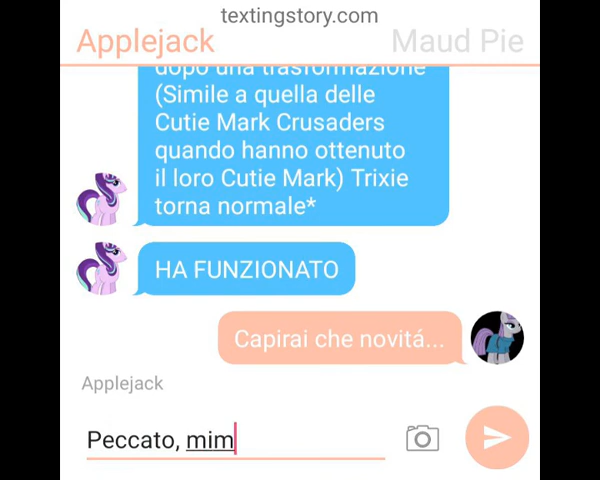 textingstory.com
Applejack Maud Pie
dopo una trasformazione
(Simile a quella delle
Cutie Mark Crusaders
quando hanno ottenuto
il loro Cutie Mark) Trixie
torna normale*
HA FUNZIONATO
Capirai che novitá...
Applejack
Peccato, mim